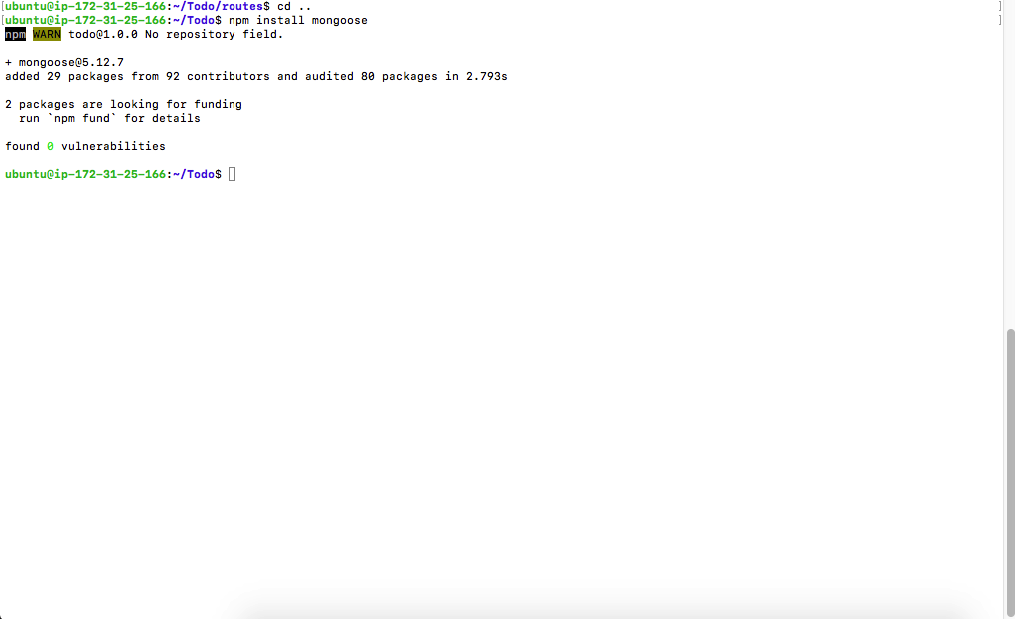 [ubuntu@ip-172-31-25-166:~/Todo/routes$ cd .. ]
[ubuntu@ip-172-31-25-166:~/Todo$ npm install mongoose ]
npm WARN todo@1.0.0 No repository field.
+ mongoose@5.12.7
added 29 packages from 92 contributors and audited 80 packages in 2.793s
2 packages are looking for funding
run `npm fund` for details
found 0 vulnerabilities
ubuntu@ip-172-31-25-166:~/Todo$